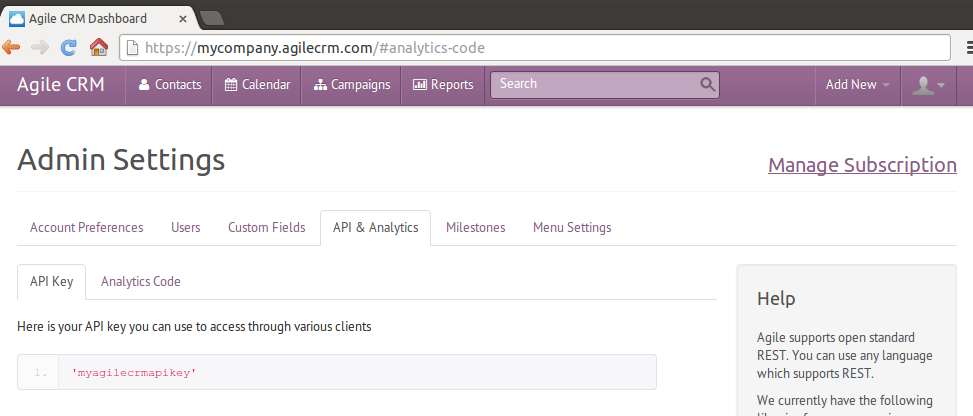 Agile CRM Dashboard
https://mycompany.agilecrm.com/#analytics-code
Agile CRM Contacts Calendar Campaigns Reports Search Add New
Admin Settings
Manage Subscription
Account Preferences Users Custom Fields API & Analytics Milestones Menu Settings
API Key Analytics Code
Here is your API key you can use to access through various clients
1. 'myagilecrmapikey'
Help
Agile supports open standard
REST. You can use any language
which supports REST.
We currently have the following